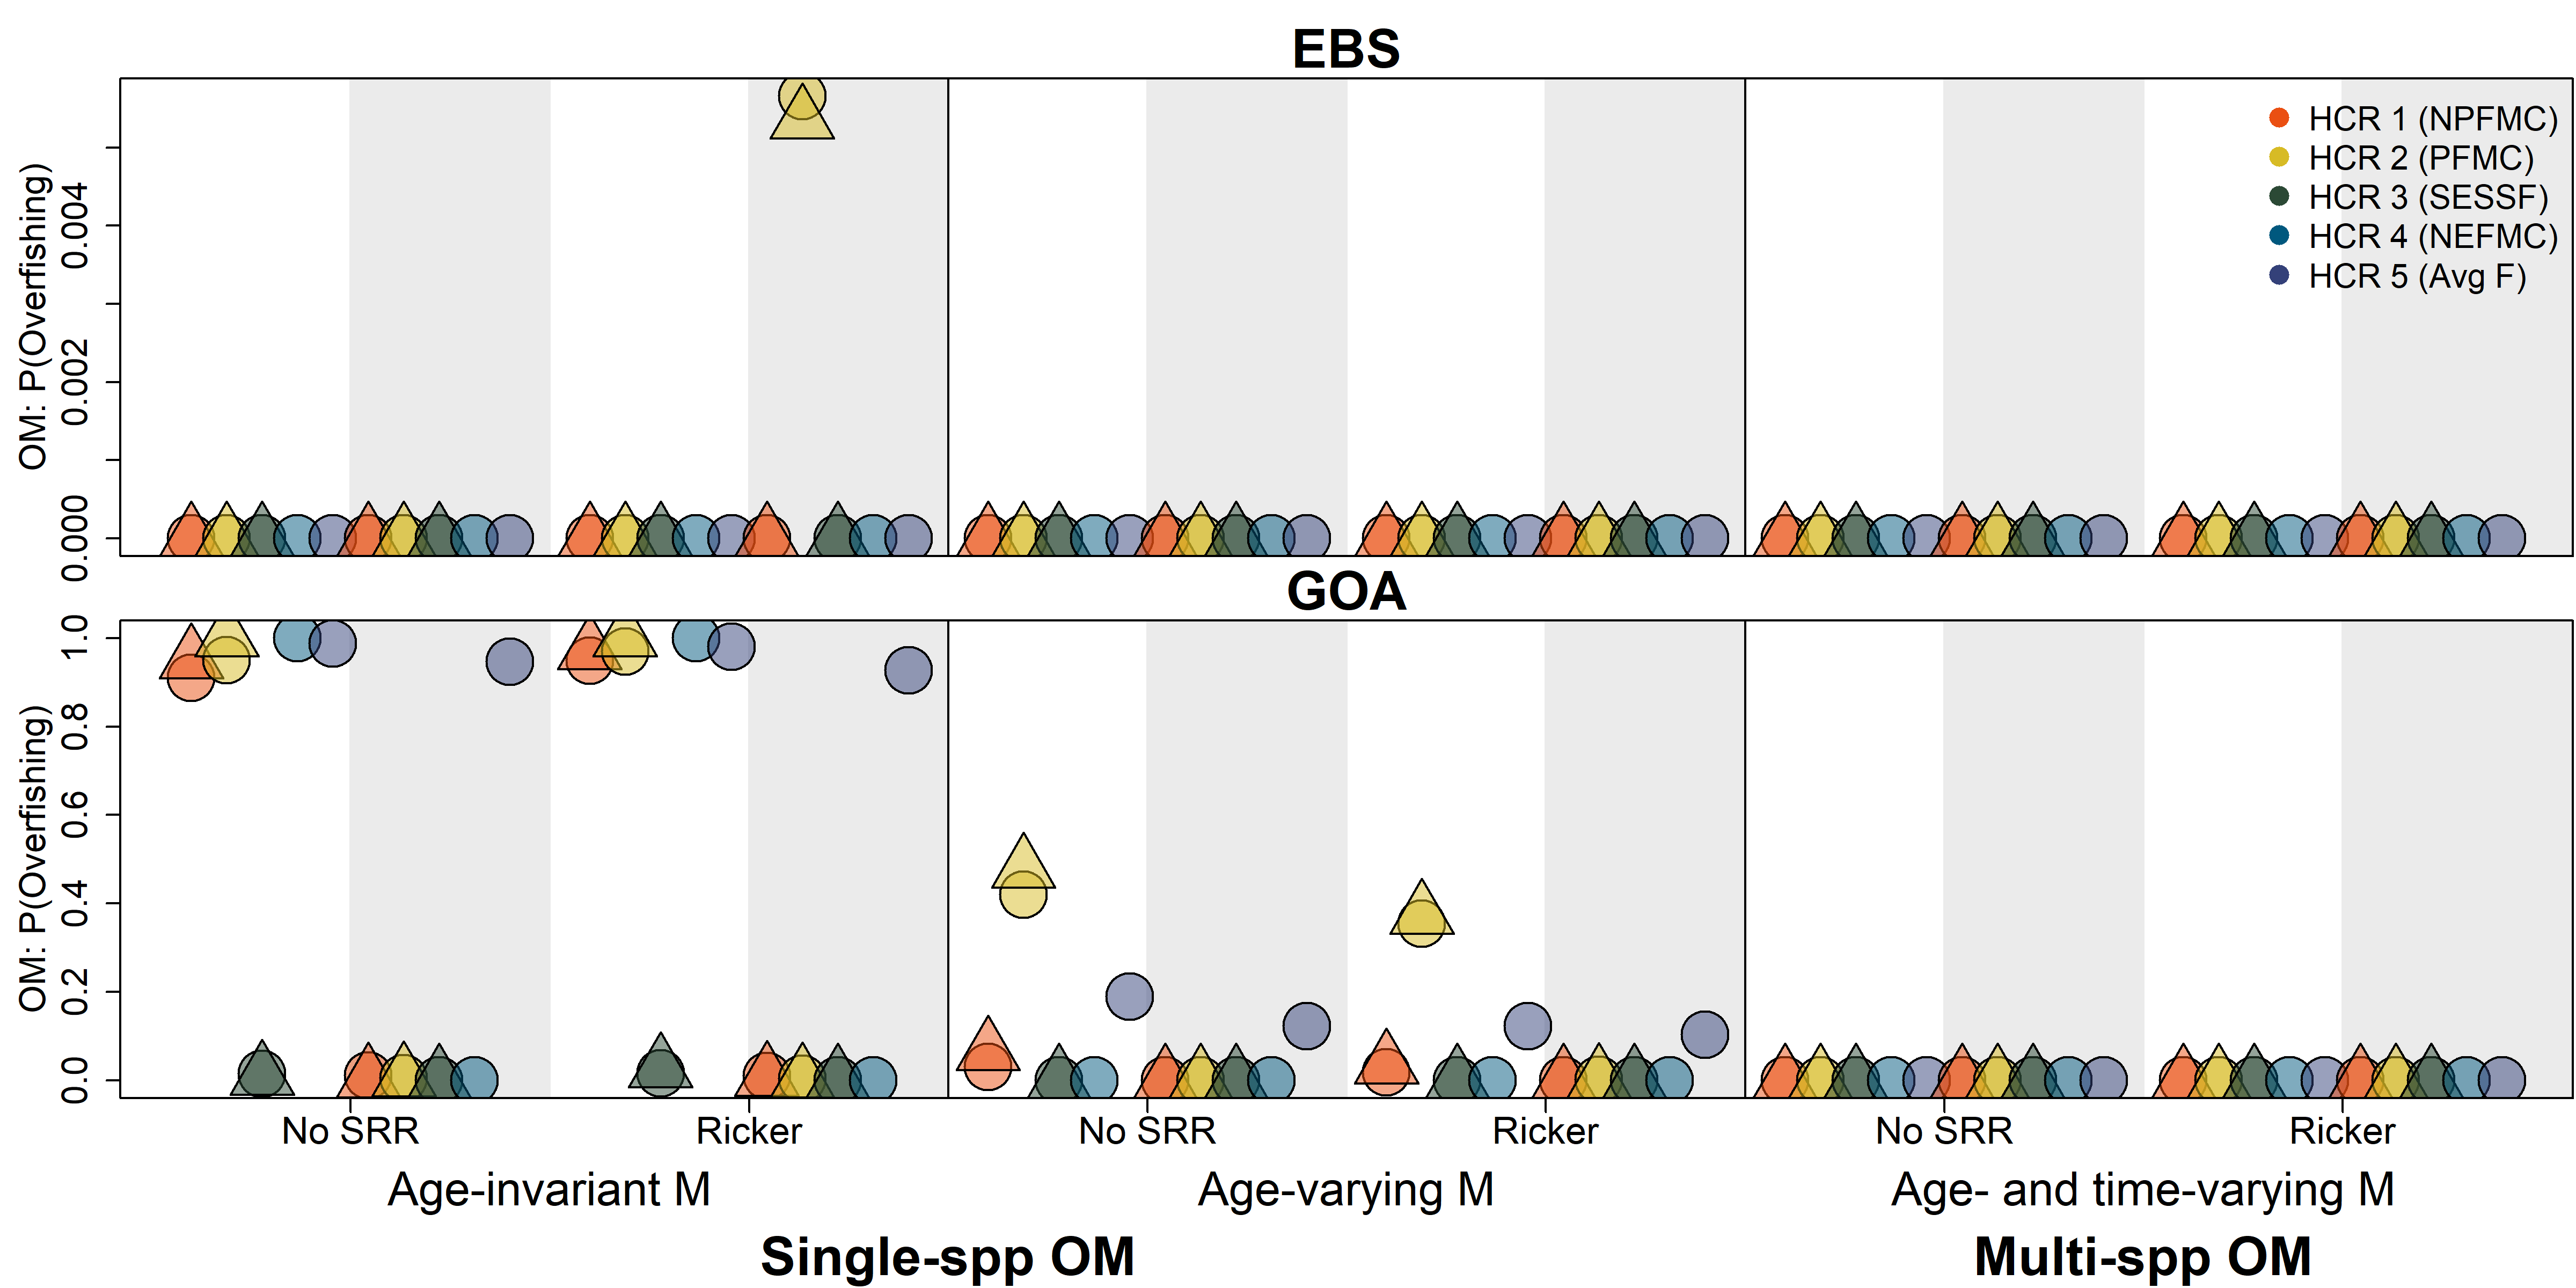 EBS
OM: P(Overfishing)
0.004
0.002
0.000
HCR 1 (NPFMC)
HCR 2 (PFMC)
HCR 3 (SESSF)
HCR 4 (NEFMC)
HCR 5 (Avg F)
GOA
OM: P(Overfishing)
1.0
0.8
0.6
0.4
0.2
0.0
No SRR Ricker No SRR Ricker No SRR Ricker
Age-invariant M Age-varying M Age- and time-varying M
Single-spp OM Multi-spp OM